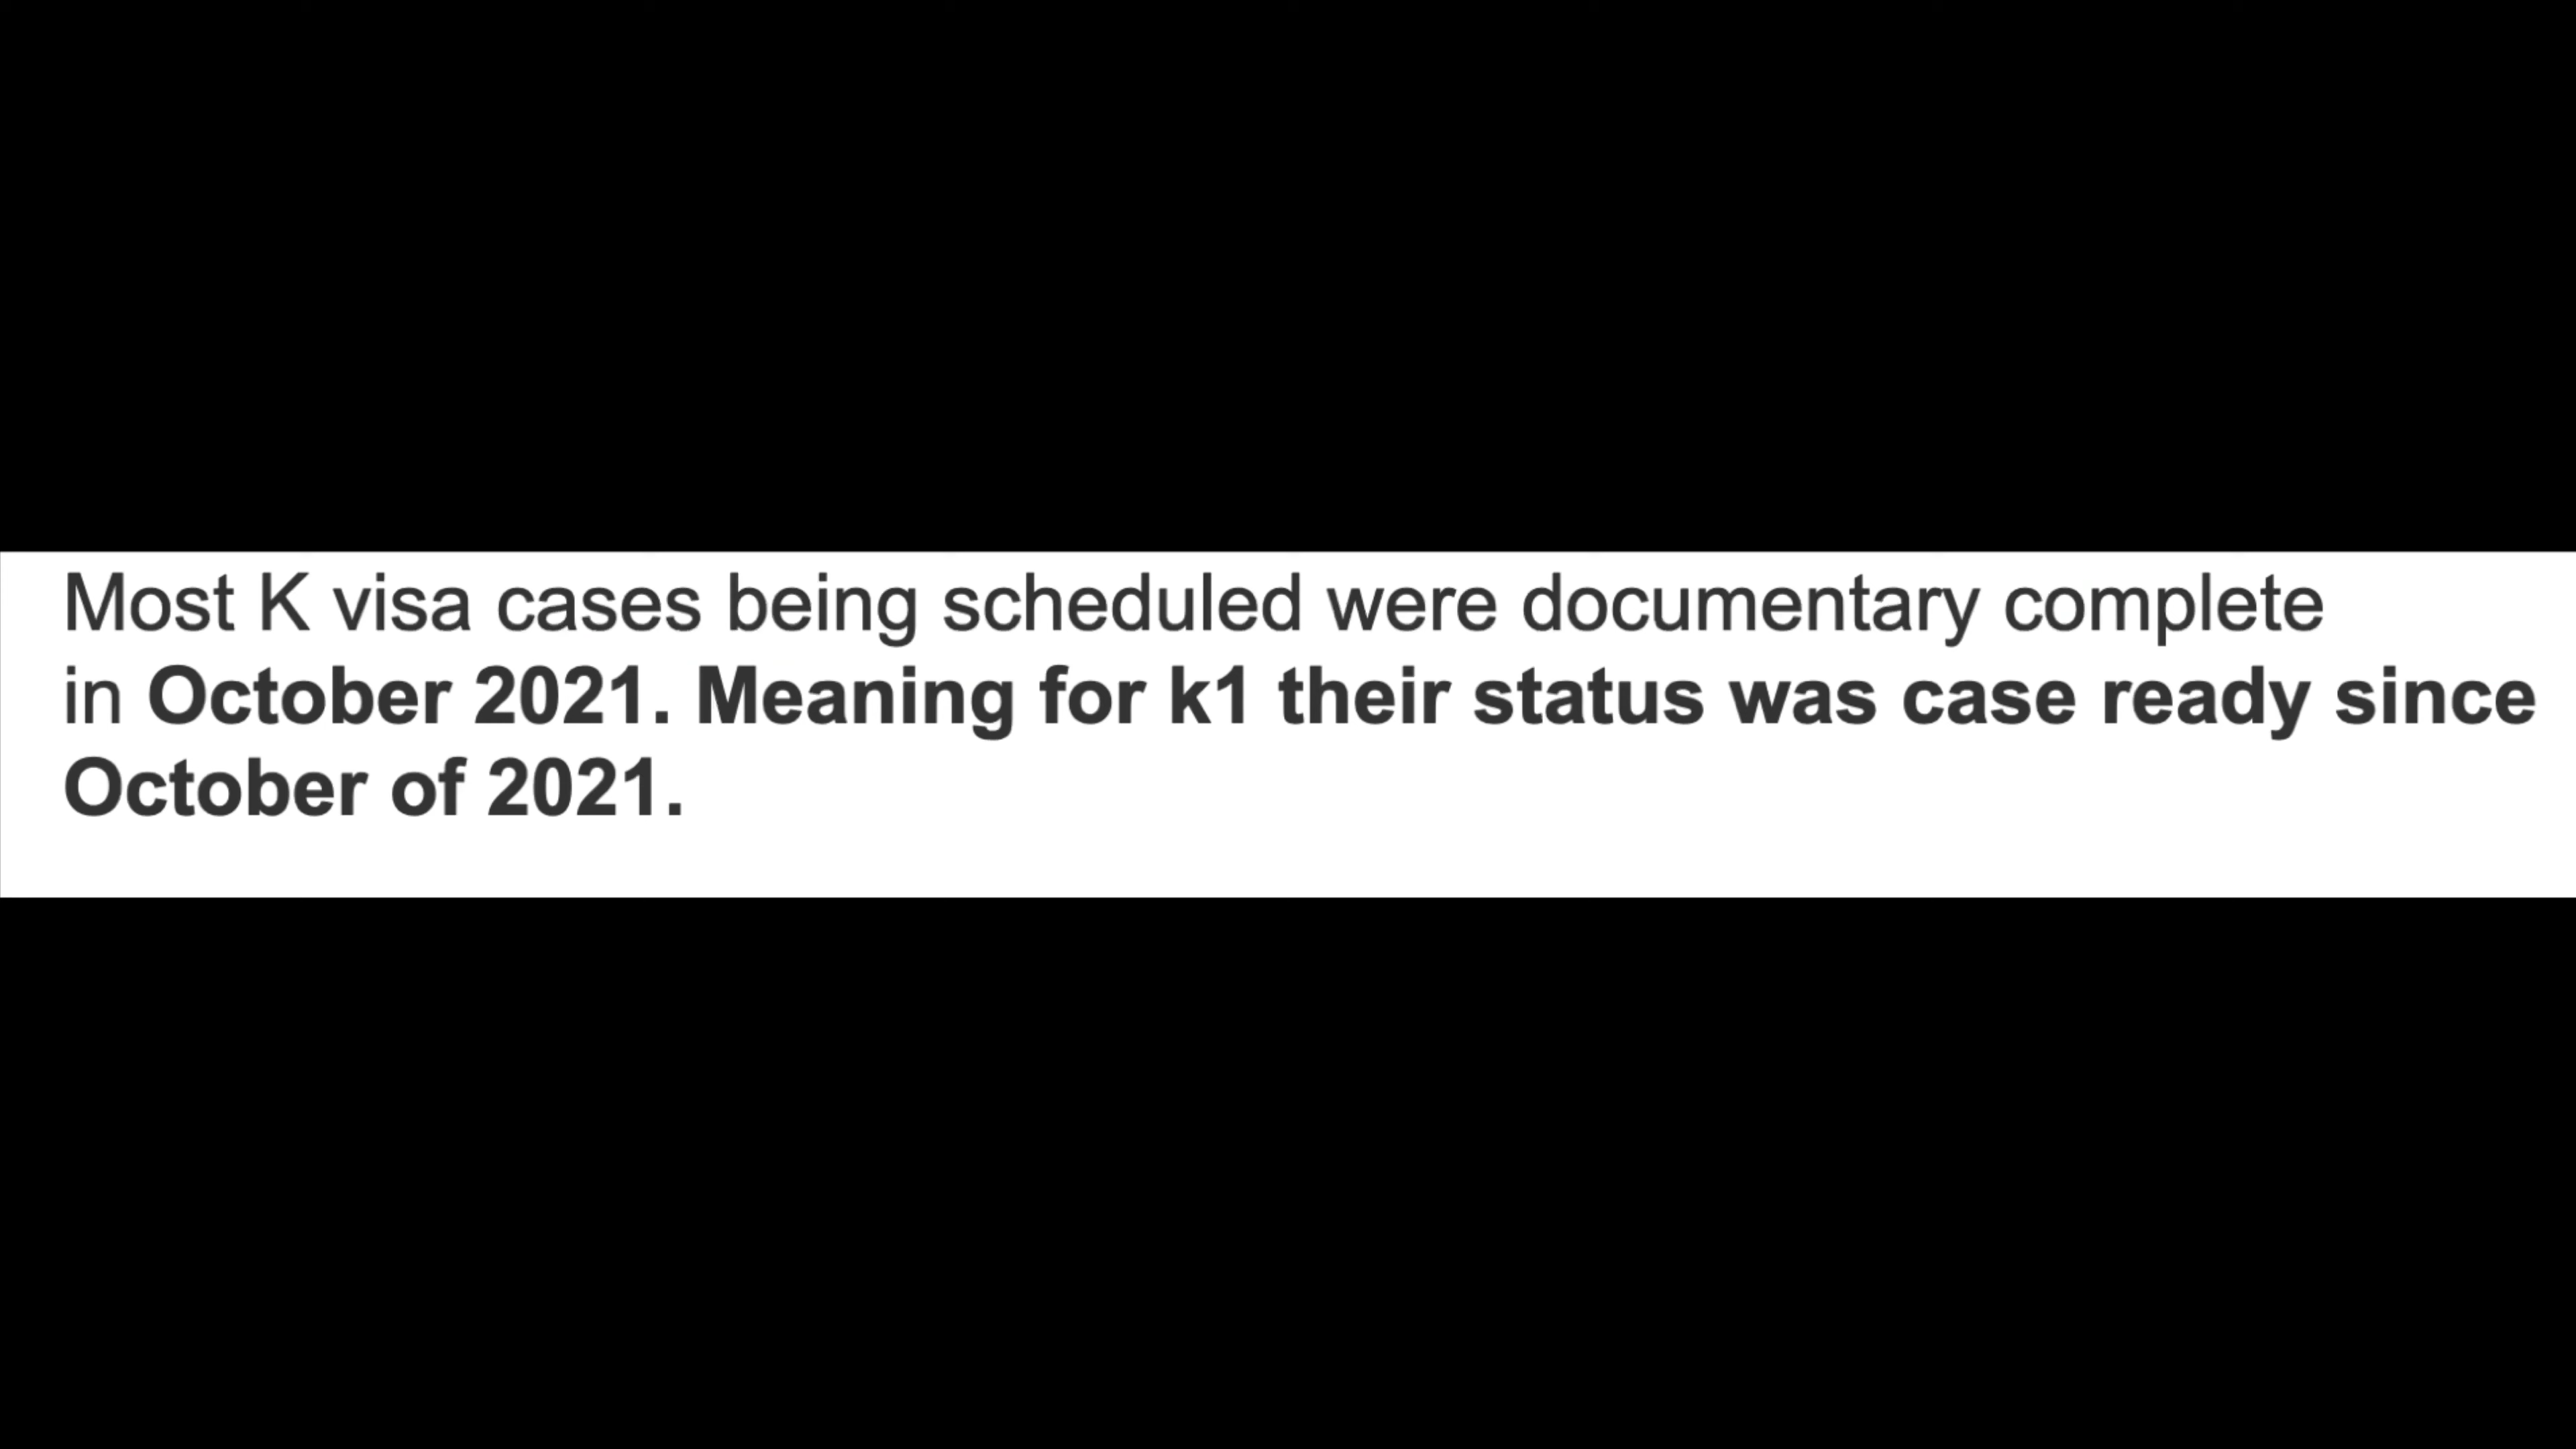 Most K visa cases being scheduled were documentary complete
in October 2021. Meaning for k1 their status was case ready since
October of 2021.